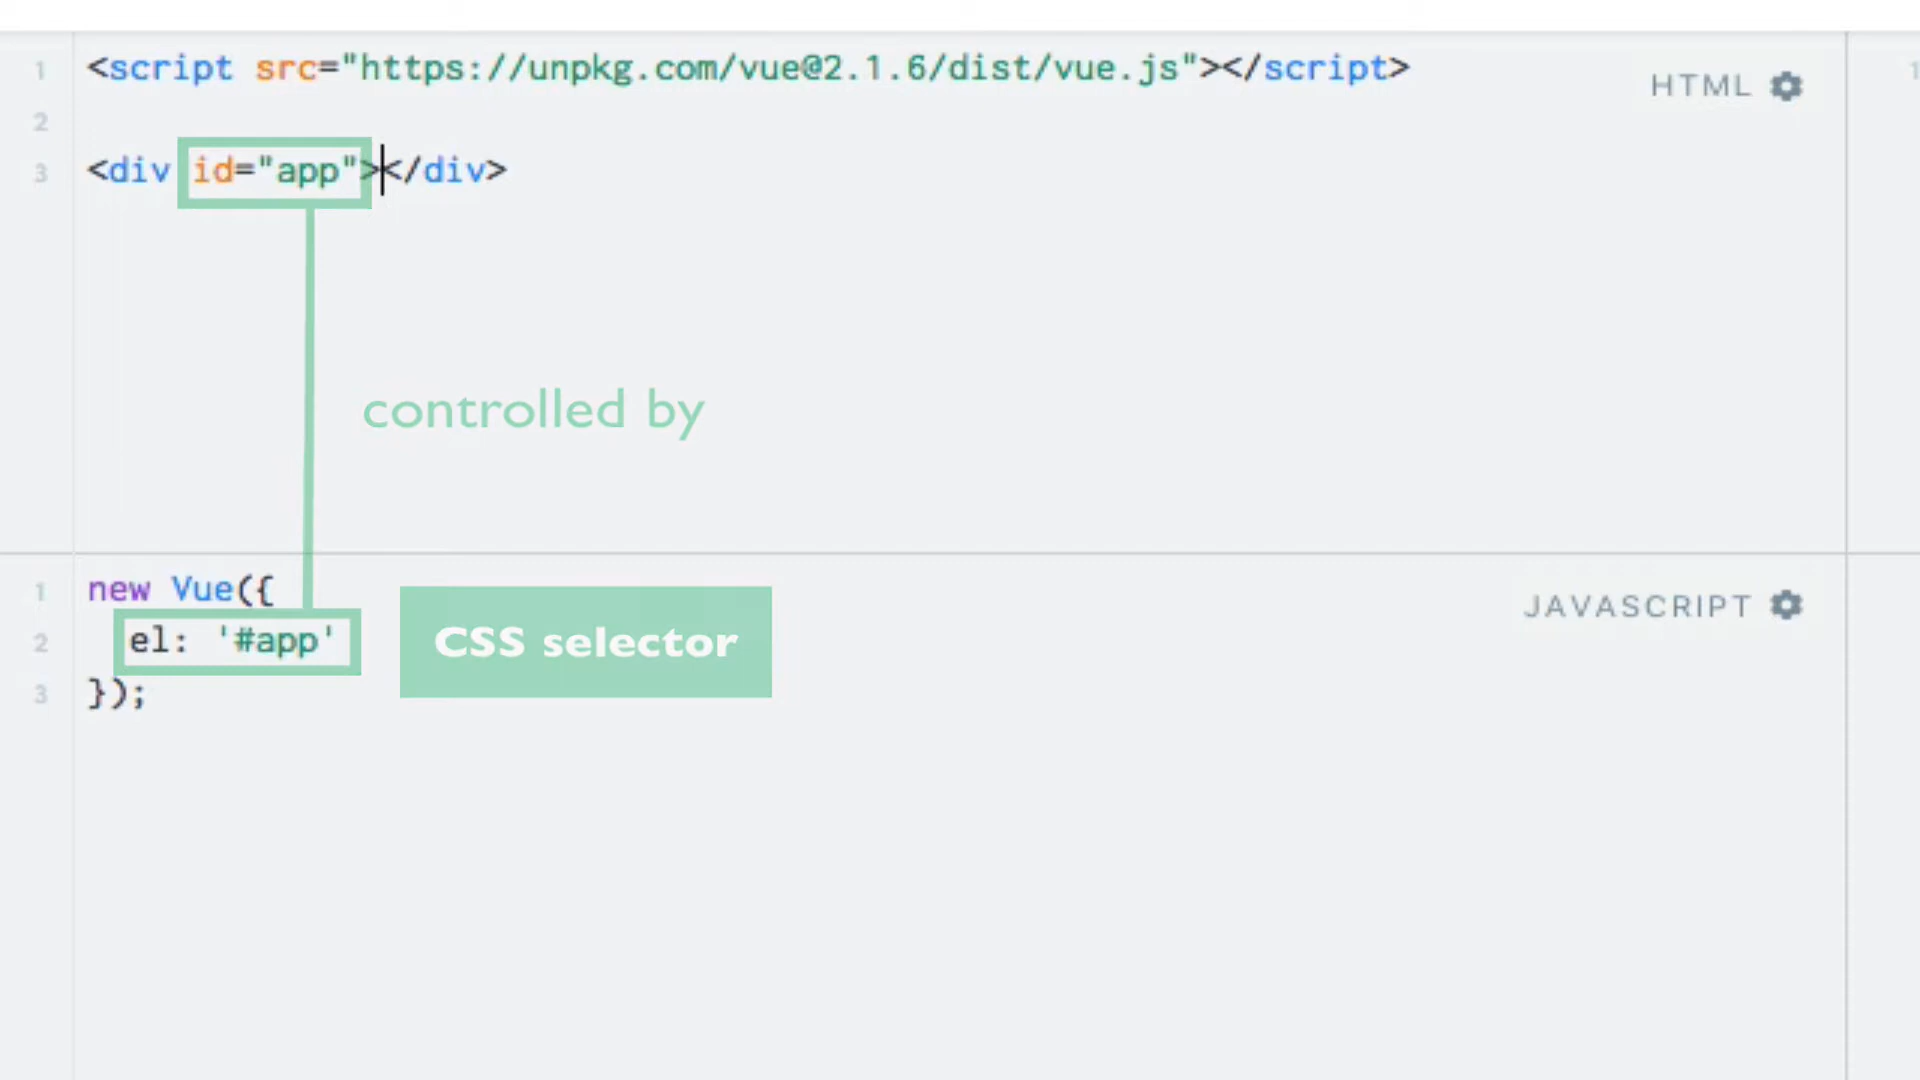 1 <script src="https://unpkg.com/vue@2.1.6/dist/vue.js"></script>
HTML
1
2
3 <div id="app"></div>
controlled by
1 new Vue({
JAVASCRIPT
2 el: '#app'
CSS selector
3 });